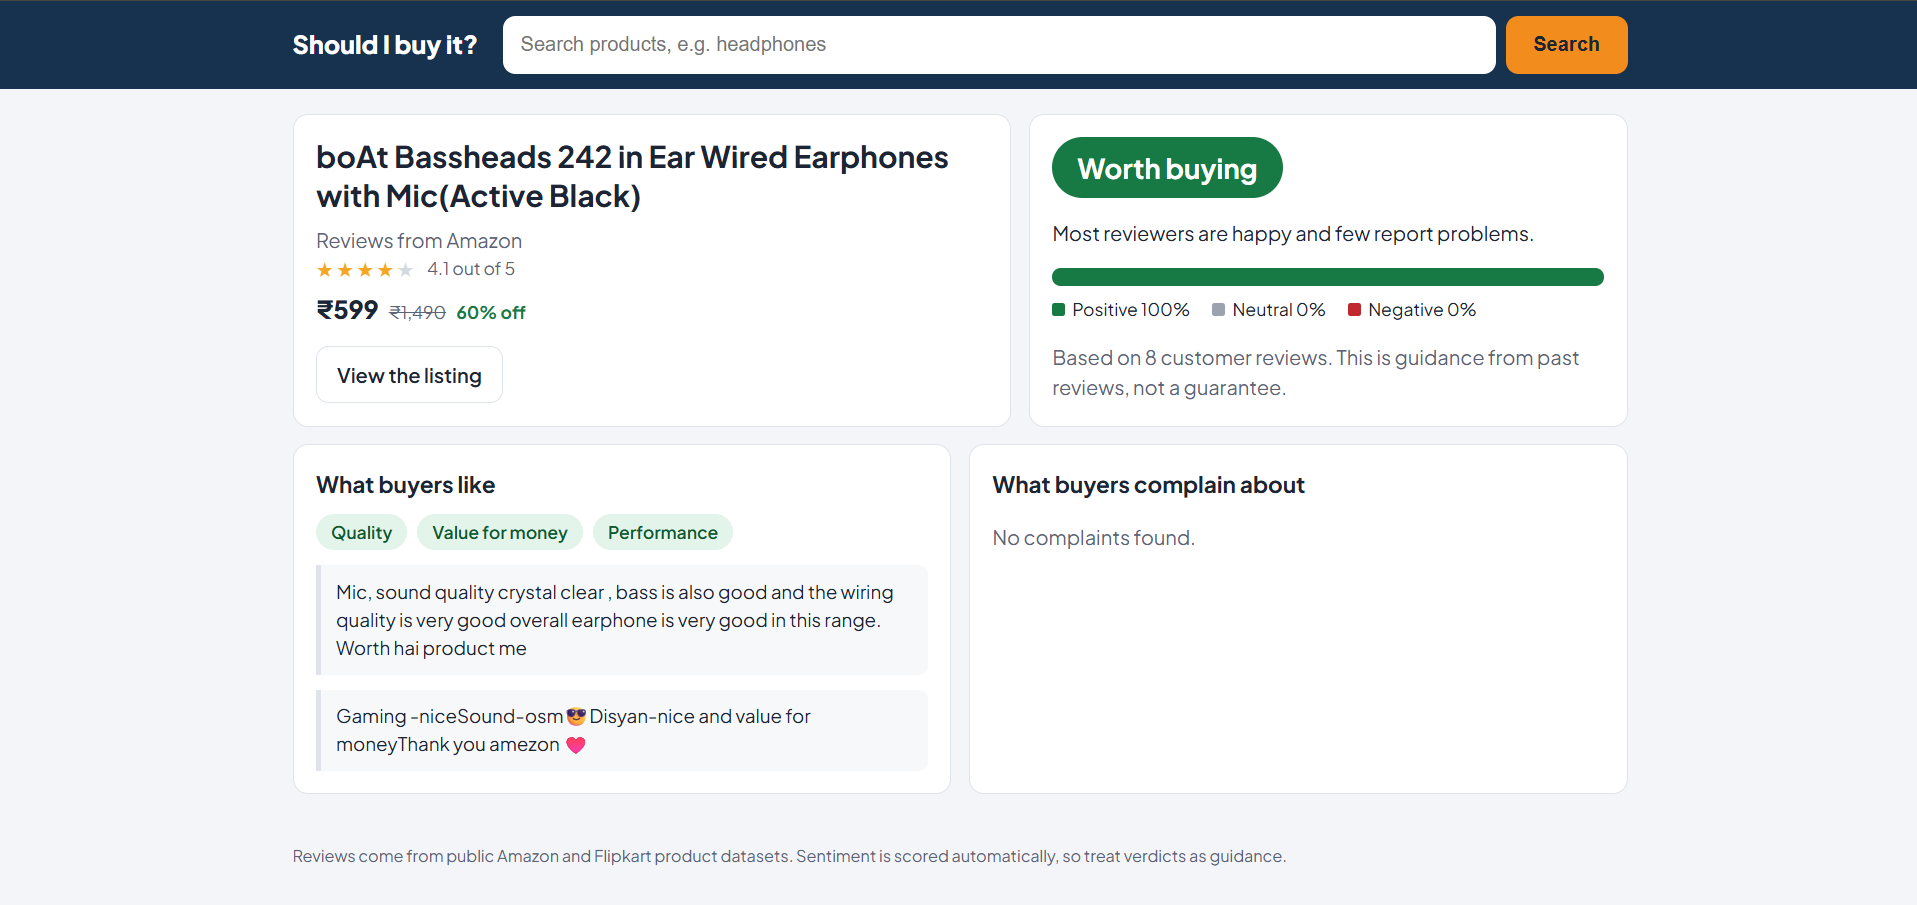 Should I buy it?
Search products, e.g. headphones
Search
boAt Bassheads 242 in Ear Wired Earphones
with Mic(Active Black)
Reviews from Amazon
★★★★★ 4.1 out of 5
₹599 ₹1,490 60% off
View the listing
Worth buying
Most reviewers are happy and few report problems.
Positive 100% Neutral 0% Negative 0%
Based on 8 customer reviews. This is guidance from past
reviews, not a guarantee.
What buyers like
Quality Value for money Performance
Mic, sound quality crystal clear , bass is also good and the wiring
quality is very good overall earphone is very good in this range.
Worth hai product me
Gaming -niceSound-osm😎Disyan-nice and value for
moneyThank you amezon ❤️
What buyers complain about
No complaints found.
Reviews come from public Amazon and Flipkart product datasets. Sentiment is scored automatically, so treat verdicts as guidance.